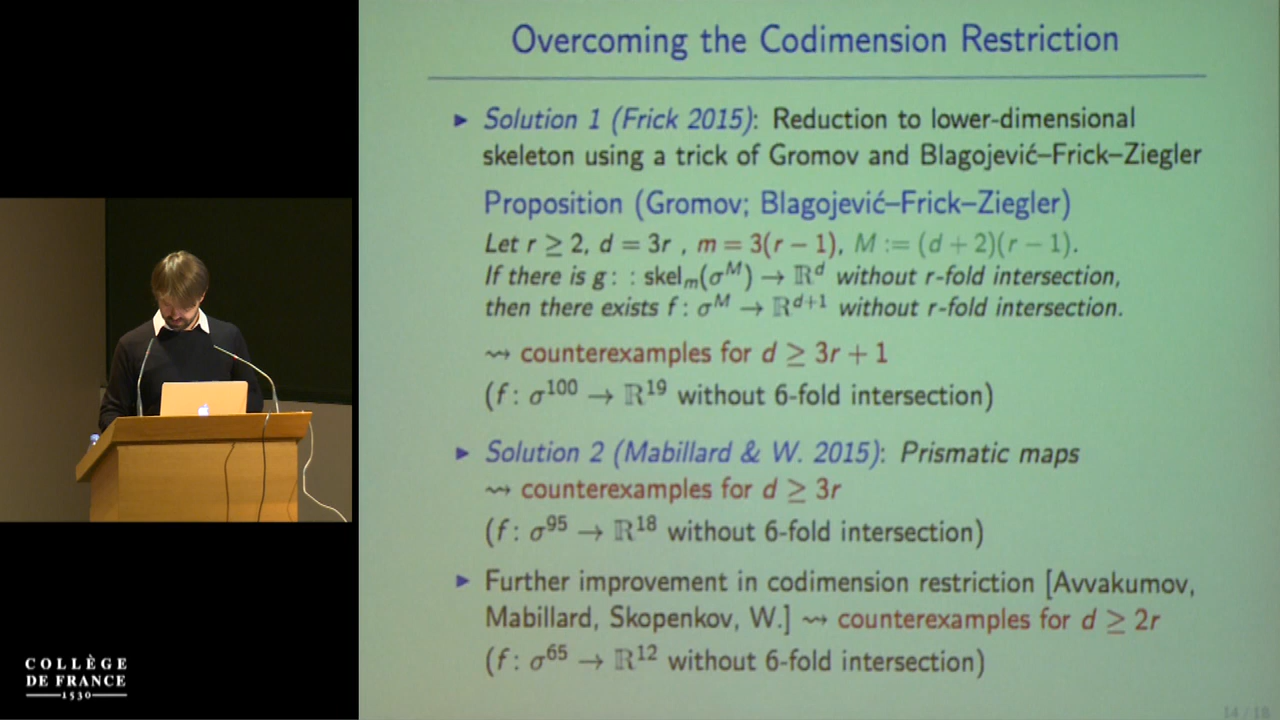 Overcoming the Codimension Restriction
▶ Solution 1 (Frick 2015): Reduction to lower-dimensional
skeleton using a trick of Gromov and Blagojević–Frick–Ziegler
Proposition (Gromov; Blagojević–Frick–Ziegler)
Let r ≥ 2, d = 3r , m = 3(r − 1), M := (d + 2)(r − 1).
If there is g: : skelₘ(σᴹ) → ℝᵈ without r-fold intersection,
then there exists f: σᴹ → ℝᵈ⁺¹ without r-fold intersection.
⇝ counterexamples for d ≥ 3r + 1
(f: σ¹⁰⁰ → ℝ¹⁹ without 6-fold intersection)
▶ Solution 2 (Mabillard & W. 2015): Prismatic maps
⇝ counterexamples for d ≥ 3r
(f: σ⁹⁵ → ℝ¹⁸ without 6-fold intersection)
▶ Further improvement in codimension restriction [Avvakumov,
Mabillard, Skopenkov, W.] ⇝ counterexamples for d ≥ 2r
(f: σ⁶⁵ → ℝ¹² without 6-fold intersection)
14 / 18
COLLÈGE
DE FRANCE
1530